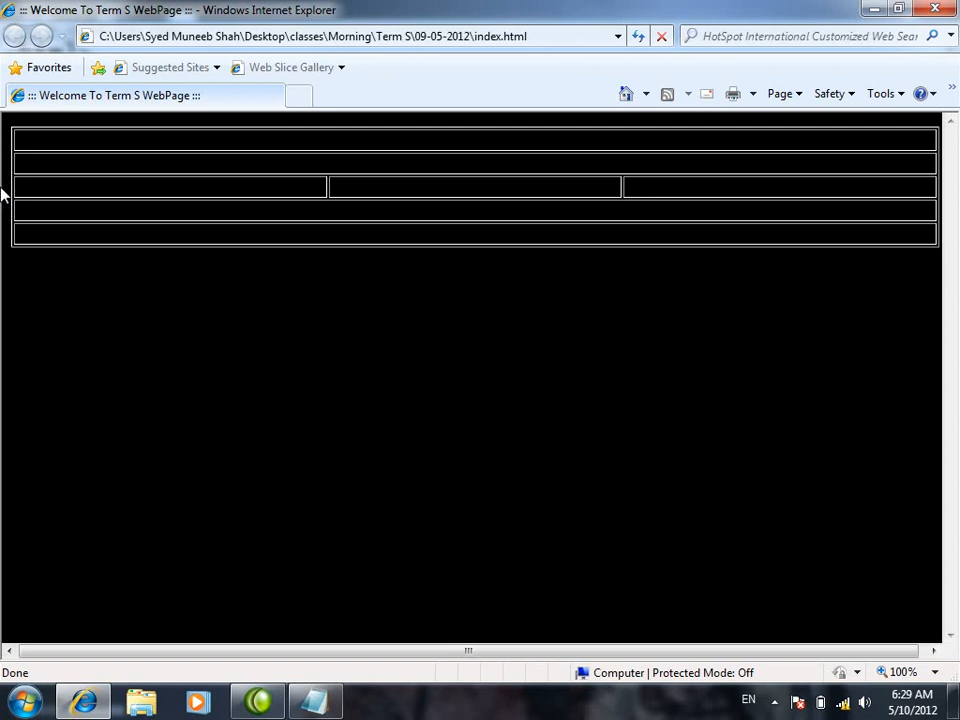 ::: Welcome To Term S WebPage ::: - Windows Internet Explorer
C:\Users\Syed Muneeb Shah\Desktop\classes\Morning\Term S\09-05-2012\index.html
HotSpot International Customized Web Sear
Favorites
Suggested Sites
Web Slice Gallery
::: Welcome To Term S WebPage :::
Page
Safety
Tools
Done
Computer | Protected Mode: Off
100%
EN
6:29 AM
5/10/2012